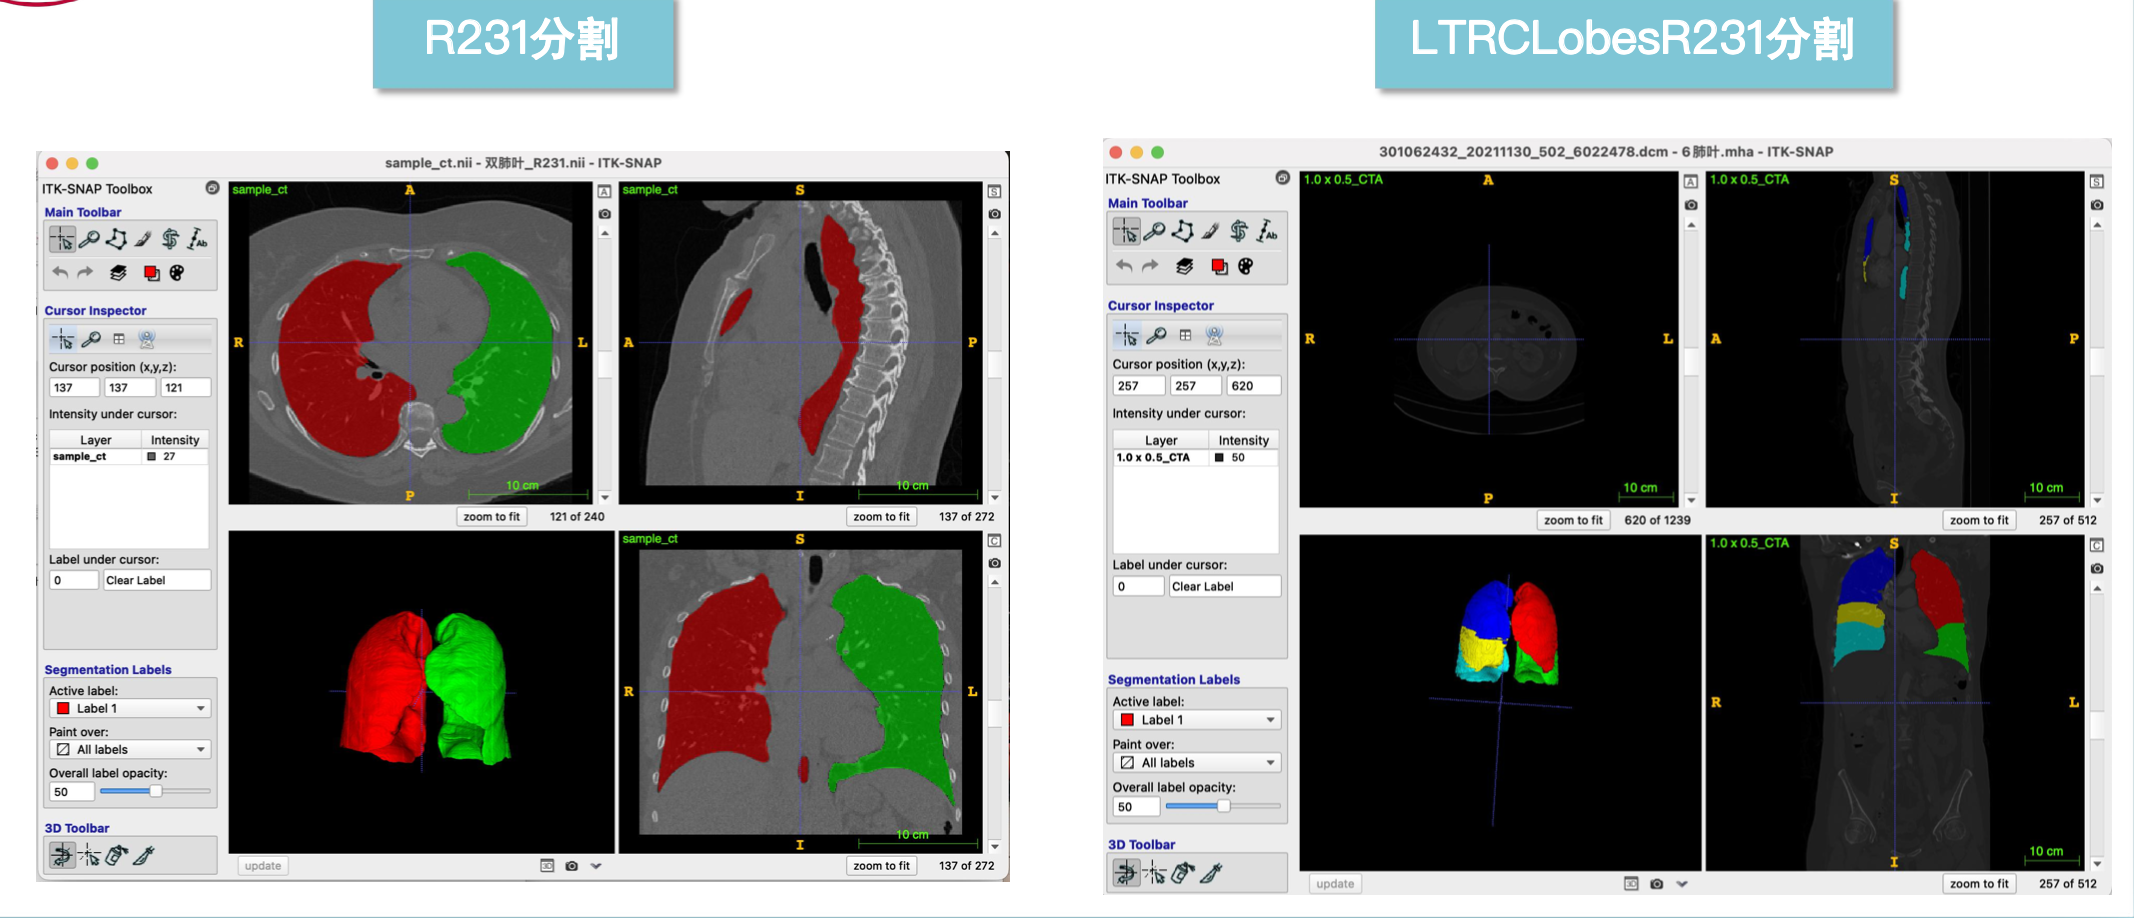 R231分割
LTRCLobesR231分割
sample_ct.nii - 双肺叶_R231.nii - ITK-SNAP
ITK-SNAP Toolbox
Main Toolbar
Cursor Inspector
Cursor position (x,y,z):
137 137 121
Intensity under cursor:
Layer Intensity
sample_ct 27
Label under cursor:
0 Clear Label
Segmentation Labels
Active label:
Label 1
Paint over:
All labels
Overall label opacity:
50
3D Toolbar
sample_ct
A
R
L
P
10 cm
zoom to fit 121 of 240
A
sample_ct
S
A
P
I
10 cm
zoom to fit 137 of 272
S
update
sample_ct
S
R
L
I
10 cm
zoom to fit 137 of 272
C
301062432_20211130_502_6022478.dcm - 6肺叶.mha - ITK-SNAP
ITK-SNAP Toolbox
Main Toolbar
Cursor Inspector
Cursor position (x,y,z):
257 257 620
Intensity under cursor:
Layer Intensity
1.0 x 0.5_CTA 50
Label under cursor:
0 Clear Label
Segmentation Labels
Active label:
Label 1
Paint over:
All labels
Overall label opacity:
50
3D Toolbar
1.0 x 0.5_CTA
A
R
L
P
10 cm
zoom to fit 620 of 1239
A
1.0 x 0.5_CTA
S
A
P
I
10 cm
zoom to fit 257 of 512
S
update
1.0 x 0.5_CTA
S
R
L
I
10 cm
zoom to fit 257 of 512
C